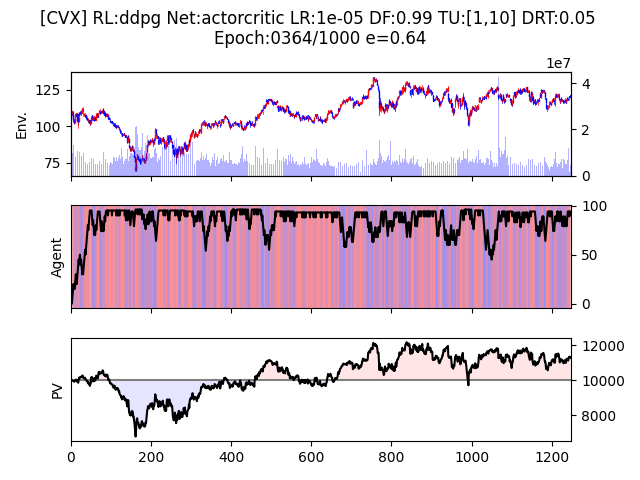 [CVX] RL:ddpg Net:actorcritic LR:1e-05 DF:0.99 TU:[1,10] DRT:0.05
Epoch:0364/1000 e=0.64
1e7
125
100
75
Env.
4
2
0
Agent
100
50
0
PV
12000
10000
8000
0 200 400 600 800 1000 1200